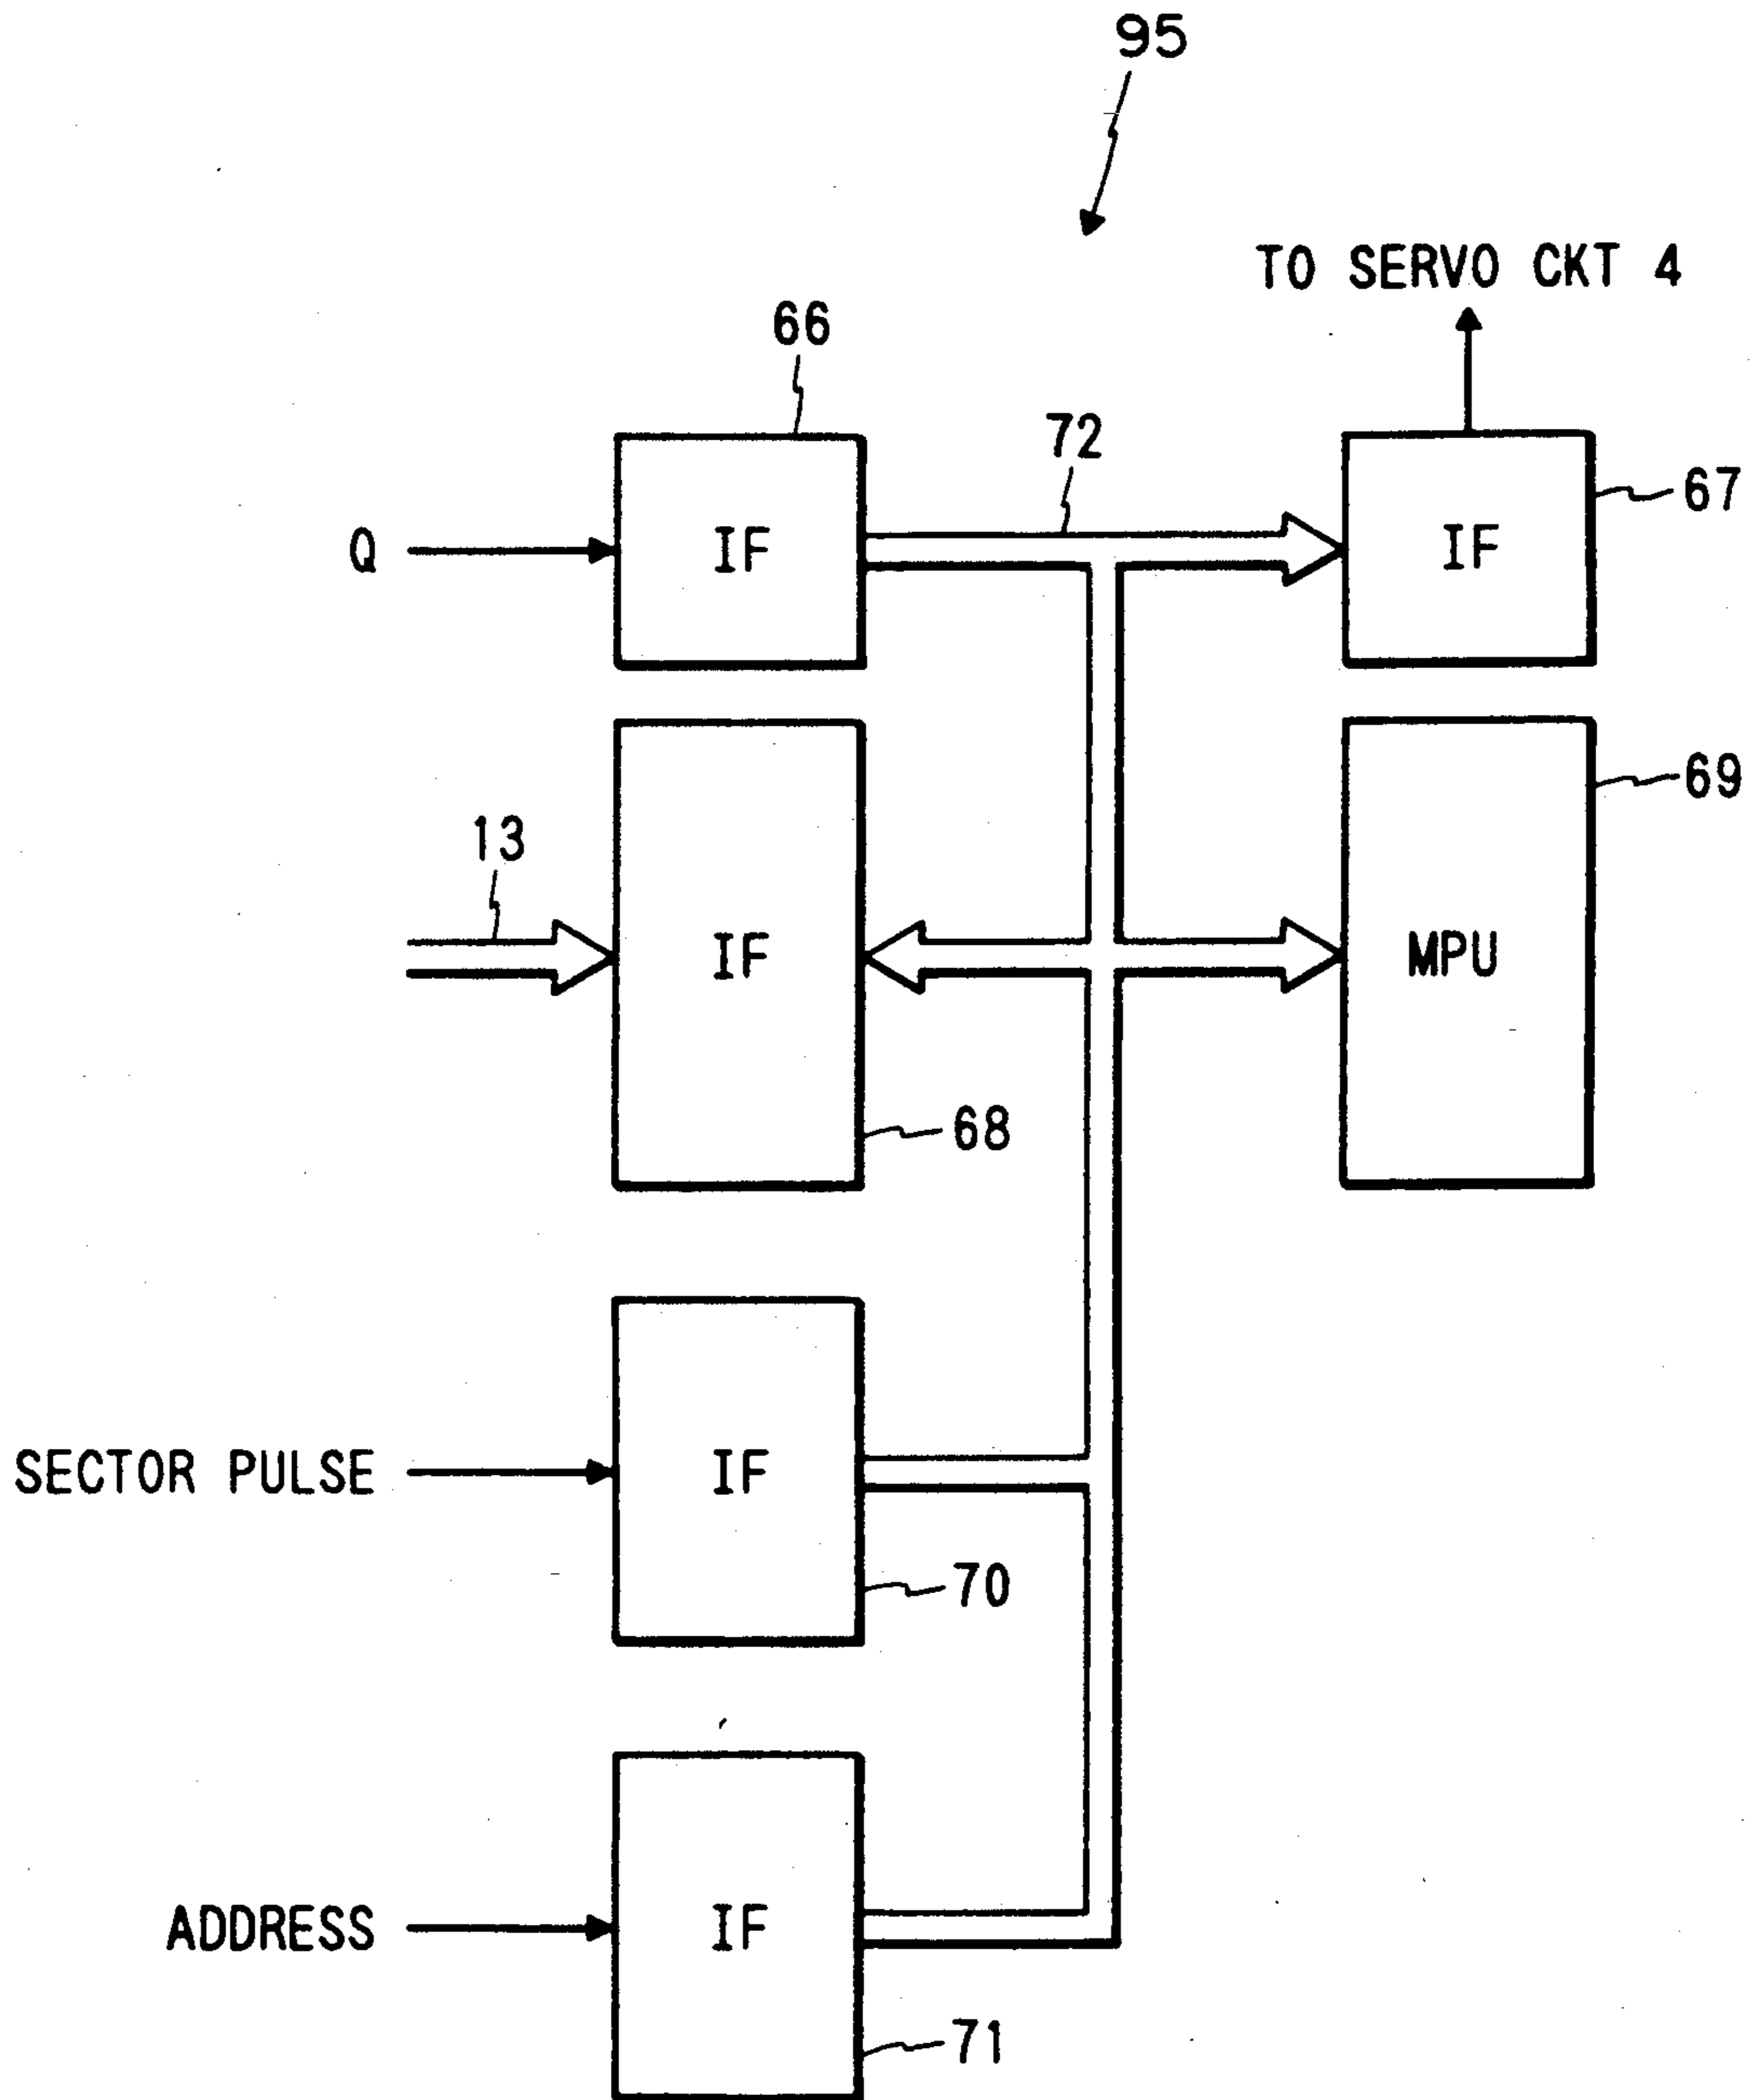 95
TO SERVO CKT 4
66
72
67
Q
IF
IF
69
13
IF
MPU
68
SECTOR PULSE
IF
70
ADDRESS
IF
71